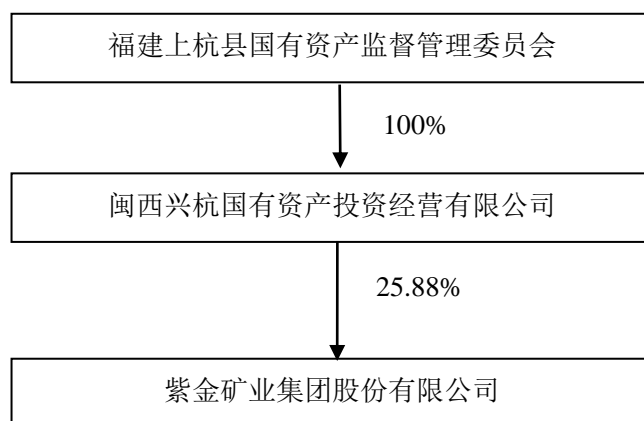 福建上杭县国有资产监督管理委员会
100%
闽西兴杭国有资产投资经营有限公司
25.88%
紫金矿业集团股份有限公司